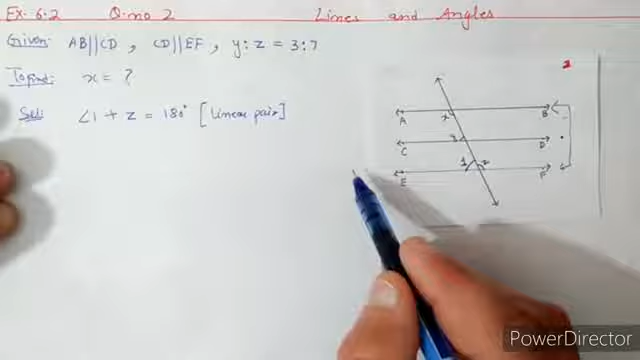 Ex. 6.2 Q.no 2 Lines and Angles
Given: AB||CD, CD||EF, y:z = 3:7
To find: x = ?
Sol: ∠1 + z = 180° [Linear pair]
A x B
C y D
1 z
E F
PowerDirector